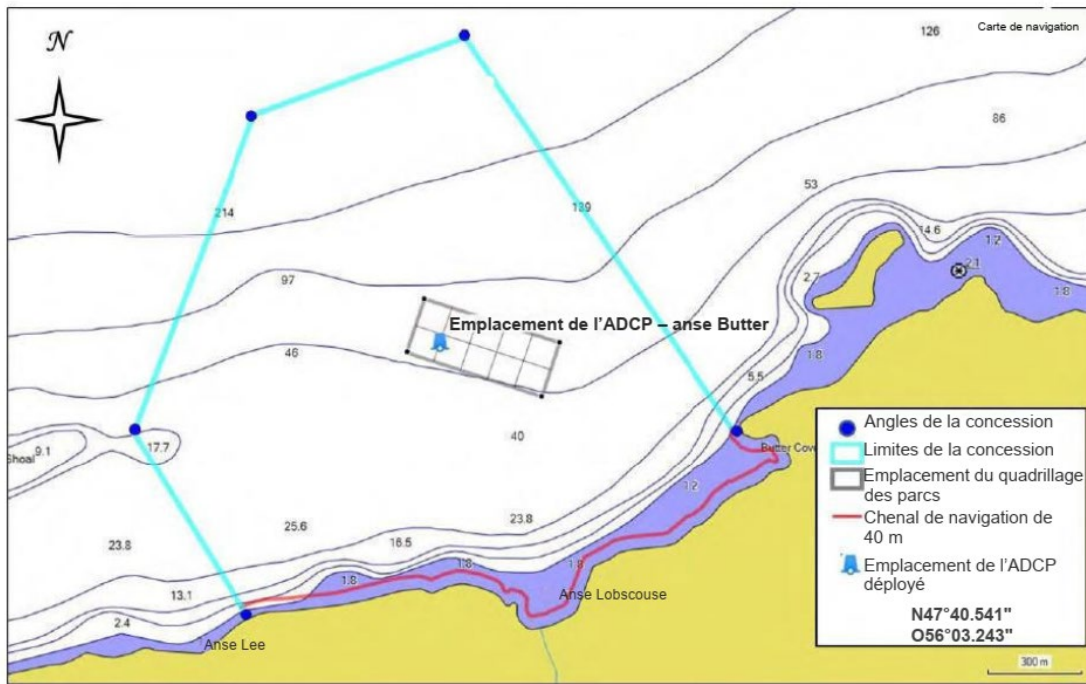 Carte de navigation
N
126
86
214
139
53
14.6
1.2
2.1
1.8
97
2.7
Emplacement de l'ADCP – anse Butter
46
1.8
5.5
40
9.1
17.7
Shoal
Butter Cove
1.2
25.6
23.8
23.8
16.5
1.8
1.8
1.8
13.1
Anse Lobscouse
2.4
Anse Lee
Angles de la concession
Limites de la concession
Emplacement du quadrillage
des parcs
Chenal de navigation de
40 m
Emplacement de l'ADCP
déployé
N47°40.541"
O56°03.243"
300 m